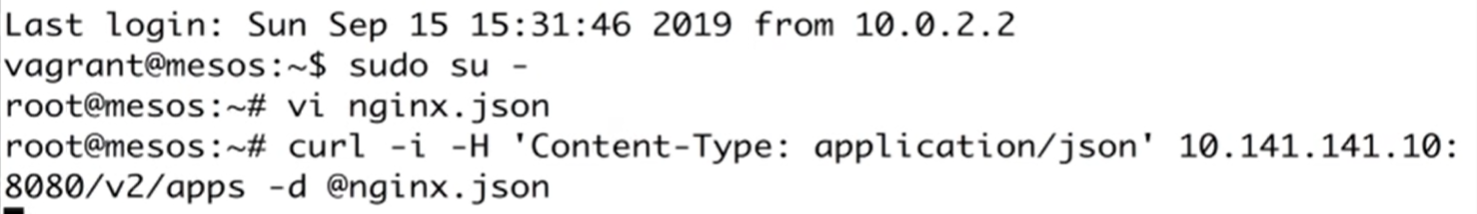 Last login: Sun Sep 15 15:31:46 2019 from 10.0.2.2
vagrant@mesos:~$ sudo su -
root@mesos:~# vi nginx.json
root@mesos:~# curl -i -H 'Content-Type: application/json' 10.141.141.10:
8080/v2/apps -d @nginx.json